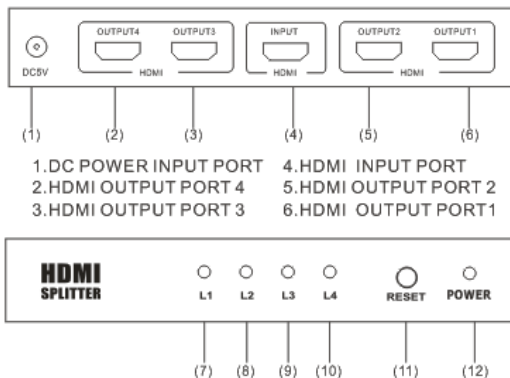 OUTPUT4 OUTPUT3 INPUT OUTPUT2 OUTPUT1
DC5V HDMI HDMI HDMI
(1) (2) (3) (4) (5) (6)
1.DC POWER INPUT PORT 4.HDMI INPUT PORT
2.HDMI OUTPUT PORT 4 5.HDMI OUTPUT PORT 2
3.HDMI OUTPUT PORT 3 6.HDMI OUTPUT PORT1
HDMI
SPLITTER
L1 L2 L3 L4 RESET POWER
(7) (8) (9) (10) (11) (12)